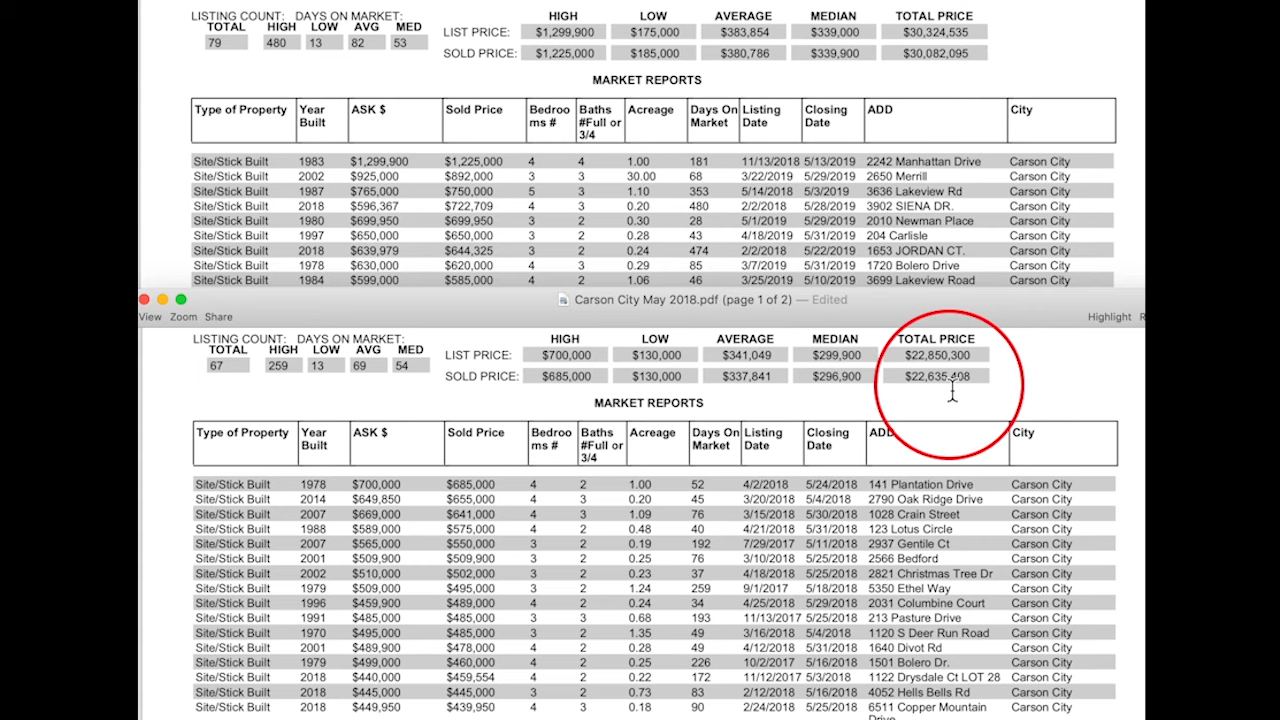 LISTING COUNT: DAYS ON MARKET: HIGH LOW AVERAGE MEDIAN TOTAL PRICE
TOTAL HIGH LOW AVG MED
LIST PRICE: $1,299,900 $175,000 $383,854 $339,000 $30,324,535
79 480 13 82 53
SOLD PRICE: $1,225,000 $185,000 $380,786 $339,900 $30,082,095
MARKET REPORTS
Type of Property Year Built ASK $ Sold Price Bedroo ms # Baths #Full or 3/4 Acreage Days On Market Listing Date Closing Date ADD City
Site/Stick Built 1983 $1,299,900 $1,225,000 4 4 1.00 181 11/13/2018 5/13/2019 2242 Manhattan Drive Carson City
Site/Stick Built 2002 $925,000 $892,000 3 3 30.00 68 3/22/2019 5/29/2019 2650 Merrill Carson City
Site/Stick Built 1987 $765,000 $750,000 5 3 1.10 353 5/14/2018 5/3/2019 3636 Lakeview Rd Carson City
Site/Stick Built 2018 $596,367 $722,709 4 3 0.20 480 2/2/2018 5/28/2019 3902 SIENA DR. Carson City
Site/Stick Built 1980 $699,950 $699,950 3 2 0.30 28 5/1/2019 5/29/2019 2010 Newman Place Carson City
Site/Stick Built 1997 $650,000 $650,000 3 2 0.28 43 4/18/2019 5/31/2019 204 Carlisle Carson City
Site/Stick Built 2018 $639,979 $644,325 3 2 0.24 474 2/2/2018 5/22/2019 1653 JORDAN CT. Carson City
Site/Stick Built 1978 $630,000 $620,000 4 3 0.29 85 3/7/2019 5/31/2019 1720 Bolero Drive Carson City
Site/Stick Built 1984 $599,000 $585,000 4 2 1.06 46 3/25/2019 5/10/2019 3699 Lakeview Road Carson City
Carson City May 2018.pdf (page 1 of 2) — Edited
View Zoom Share Highlight
LISTING COUNT: DAYS ON MARKET: HIGH LOW AVERAGE MEDIAN TOTAL PRICE
TOTAL HIGH LOW AVG MED
LIST PRICE: $700,000 $130,000 $341,049 $299,900 $22,850,300
67 259 13 69 54
SOLD PRICE: $685,000 $130,000 $337,841 $296,900 $22,635,408
MARKET REPORTS
Type of Property Year Built ASK $ Sold Price Bedroo ms # Baths #Full or 3/4 Acreage Days On Market Listing Date Closing Date ADD City
Site/Stick Built 1978 $700,000 $685,000 4 2 1.00 52 4/2/2018 5/24/2018 141 Plantation Drive Carson City
Site/Stick Built 2014 $649,850 $655,000 4 3 0.20 45 3/20/2018 5/4/2018 2790 Oak Ridge Drive Carson City
Site/Stick Built 2007 $669,000 $641,000 4 3 1.09 76 3/15/2018 5/30/2018 1028 Crain Street Carson City
Site/Stick Built 1988 $589,000 $575,000 4 2 0.48 40 4/21/2018 5/31/2018 123 Lotus Circle Carson City
Site/Stick Built 2007 $565,000 $550,000 3 2 0.19 192 7/29/2017 5/11/2018 2937 Gentile Ct Carson City
Site/Stick Built 2001 $509,900 $509,900 3 2 0.25 76 3/10/2018 5/25/2018 2566 Bedford Carson City
Site/Stick Built 2002 $510,000 $502,000 3 2 0.23 37 4/18/2018 5/25/2018 2821 Christmas Tree Dr Carson City
Site/Stick Built 1979 $509,000 $495,000 3 2 1.24 259 9/1/2017 5/18/2018 5350 Ethel Way Carson City
Site/Stick Built 1996 $459,900 $489,000 4 2 0.24 34 4/25/2018 5/29/2018 2031 Columbine Court Carson City
Site/Stick Built 1991 $485,000 $485,000 3 3 0.68 193 11/13/2017 5/25/2018 213 Pasture Drive Carson City
Site/Stick Built 1970 $495,000 $485,000 3 2 1.35 49 3/16/2018 5/4/2018 1120 S Deer Run Road Carson City
Site/Stick Built 2001 $489,900 $478,000 4 2 0.28 49 4/12/2018 5/31/2018 1640 Divot Rd Carson City
Site/Stick Built 1979 $499,000 $460,000 4 2 0.25 226 10/2/2017 5/16/2018 1501 Bolero Dr. Carson City
Site/Stick Built 2018 $440,000 $459,554 4 2 0.22 172 11/12/2017 5/3/2018 1122 Drysdale Ct LOT 28 Carson City
Site/Stick Built 2018 $445,000 $445,000 3 2 0.73 83 2/12/2018 5/16/2018 4052 Hells Bells Rd Carson City
Site/Stick Built 2018 $449,950 $439,950 4 3 0.18 90 2/24/2018 5/25/2018 6511 Copper Mountain Carson City